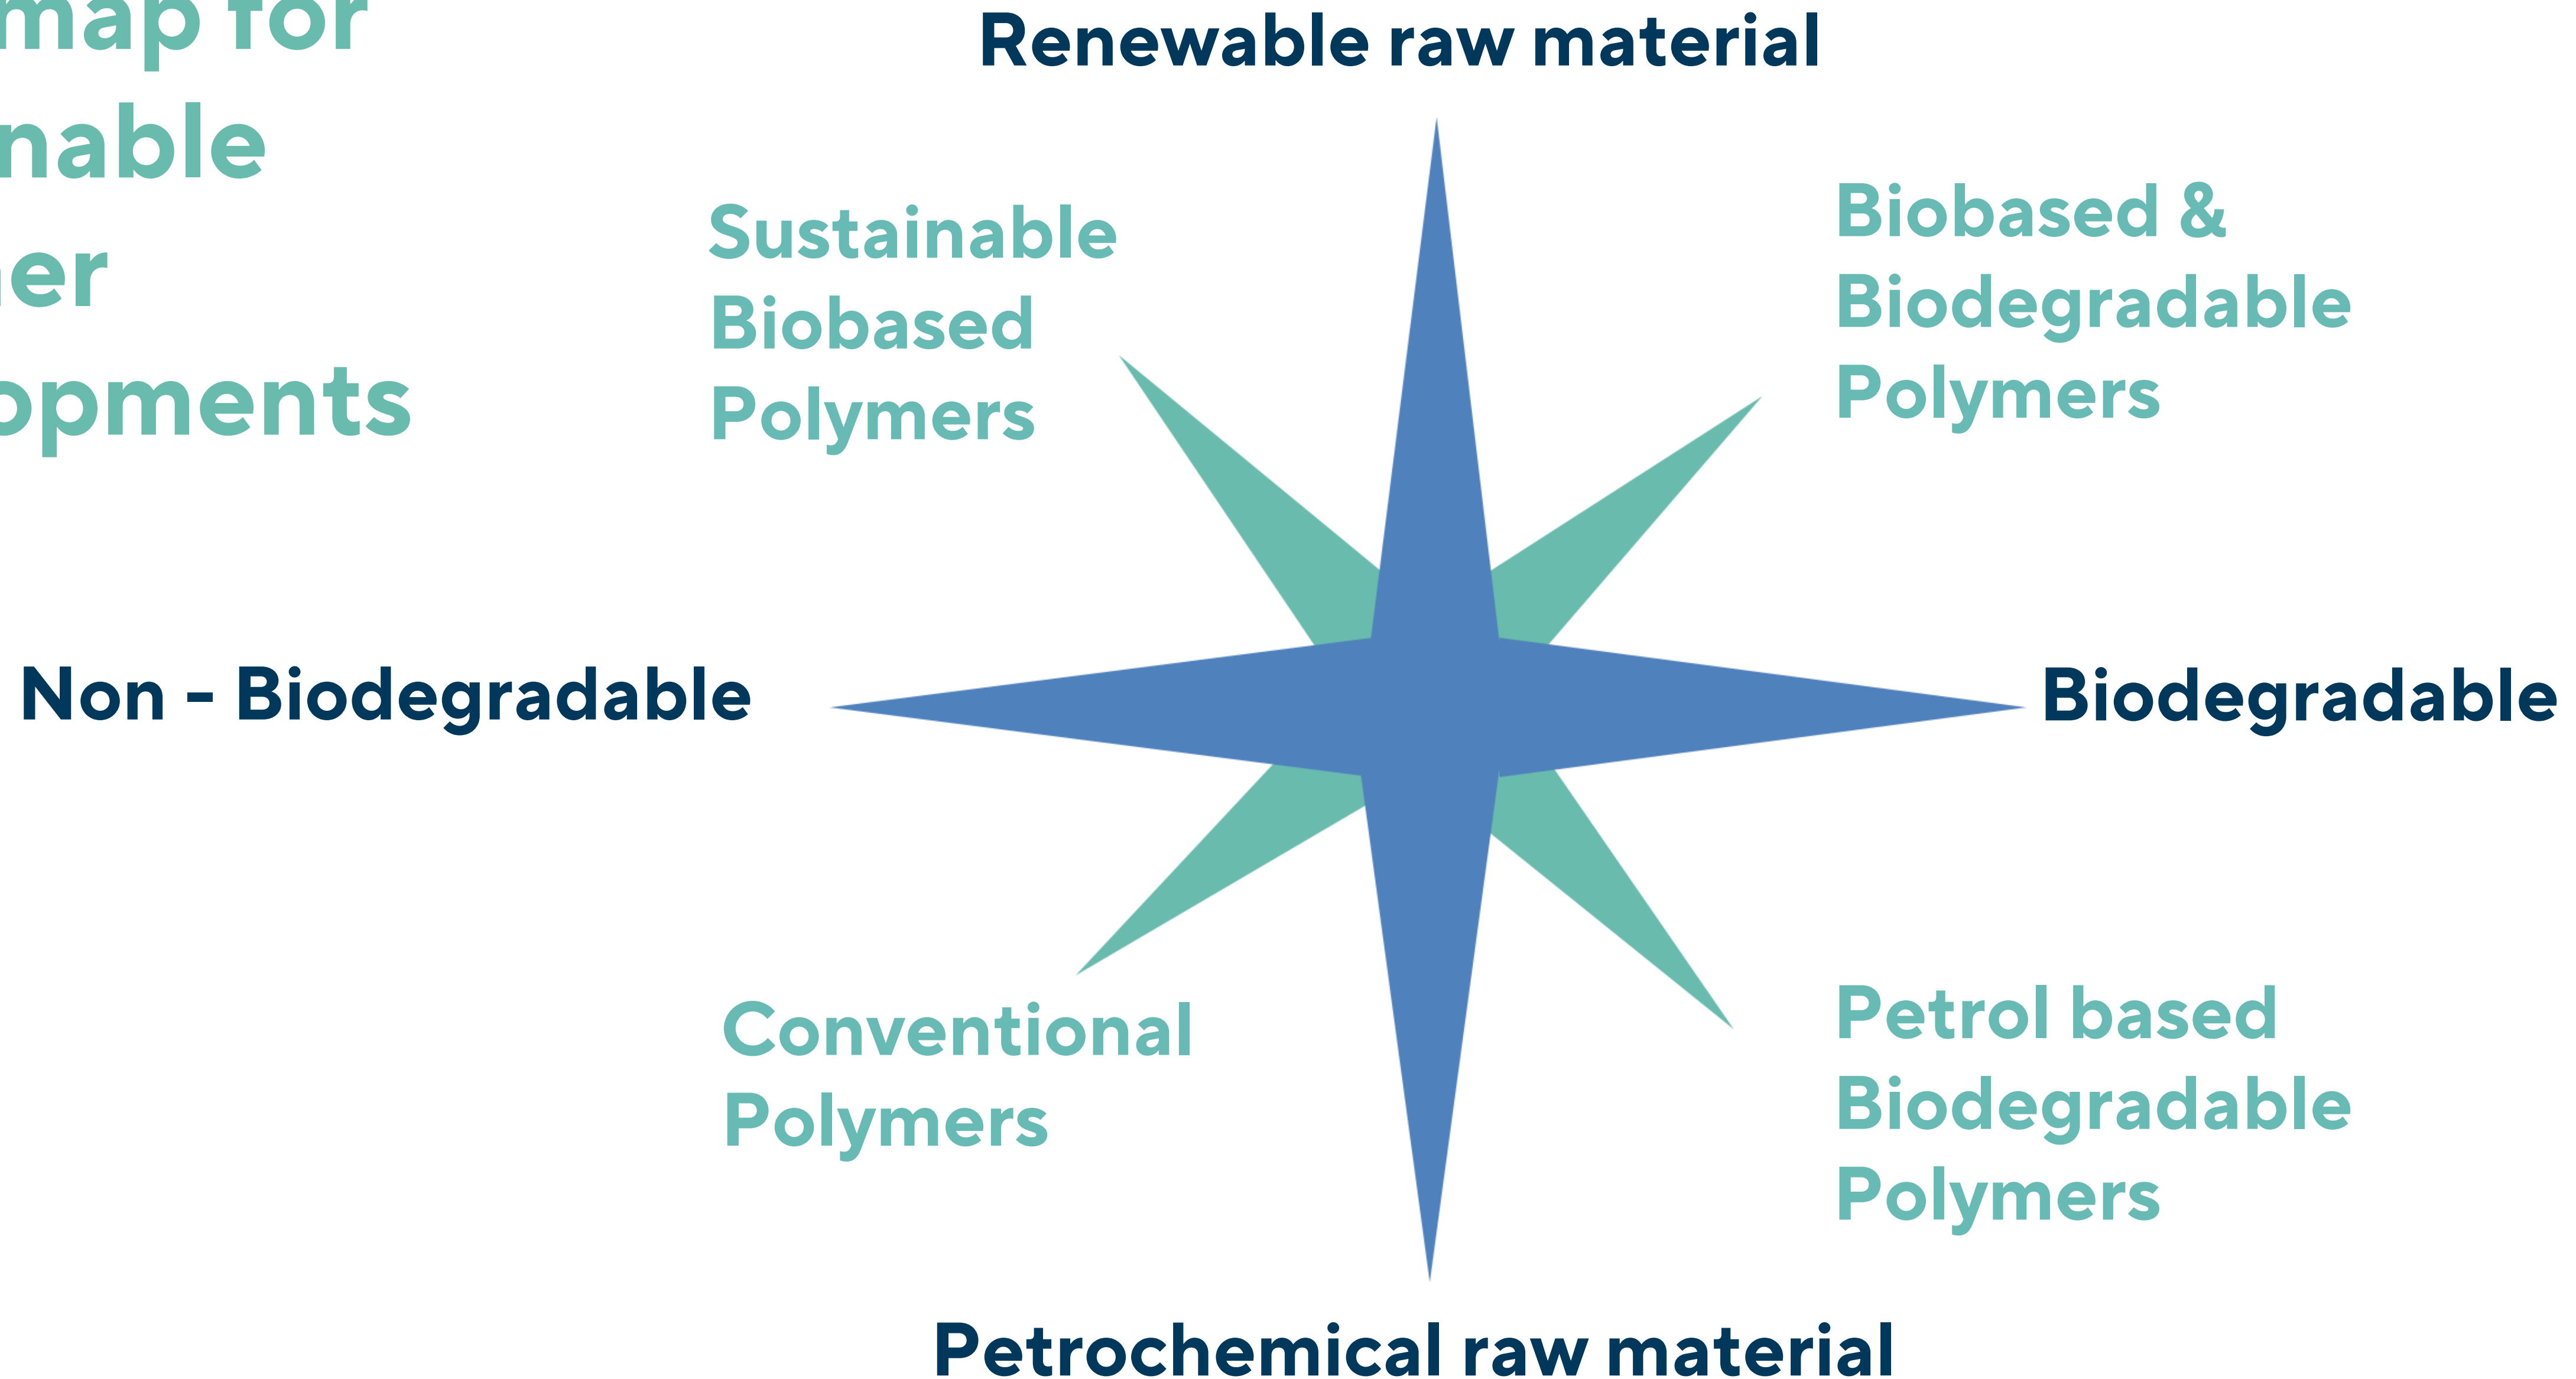 map for
nable
er
opments
Renewable raw material
Sustainable
Biobased
Polymers
Biobased &
Biodegradable
Polymers
Non - Biodegradable
Biodegradable
Conventional
Polymers
Petrol based
Biodegradable
Polymers
Petrochemical raw material